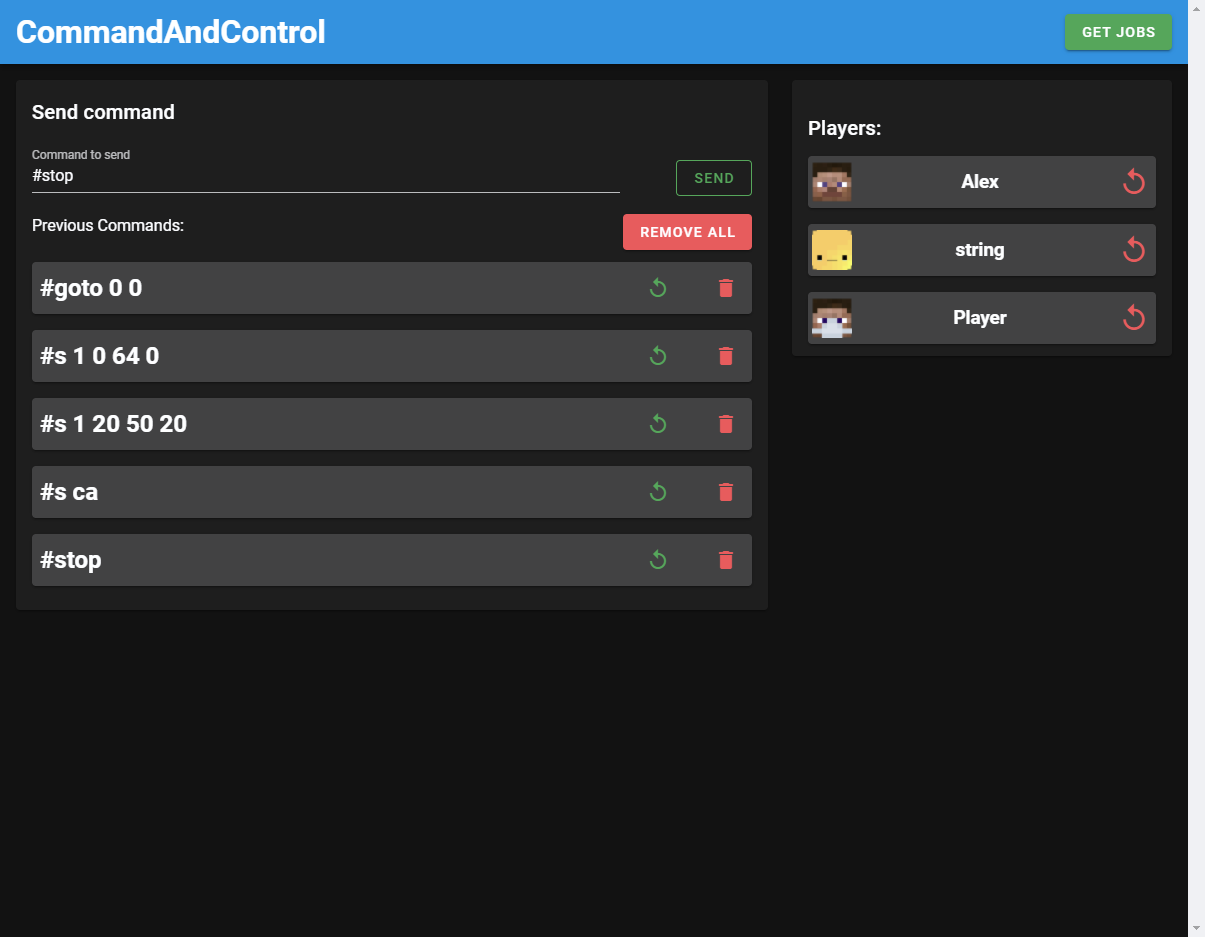 CommandAndControl
GET JOBS
Send command
Command to send
#stop
SEND
Previous Commands:
REMOVE ALL
#goto 0 0
#s 1 0 64 0
#s 1 20 50 20
#s ca
#stop
Players:
Alex
string
Player